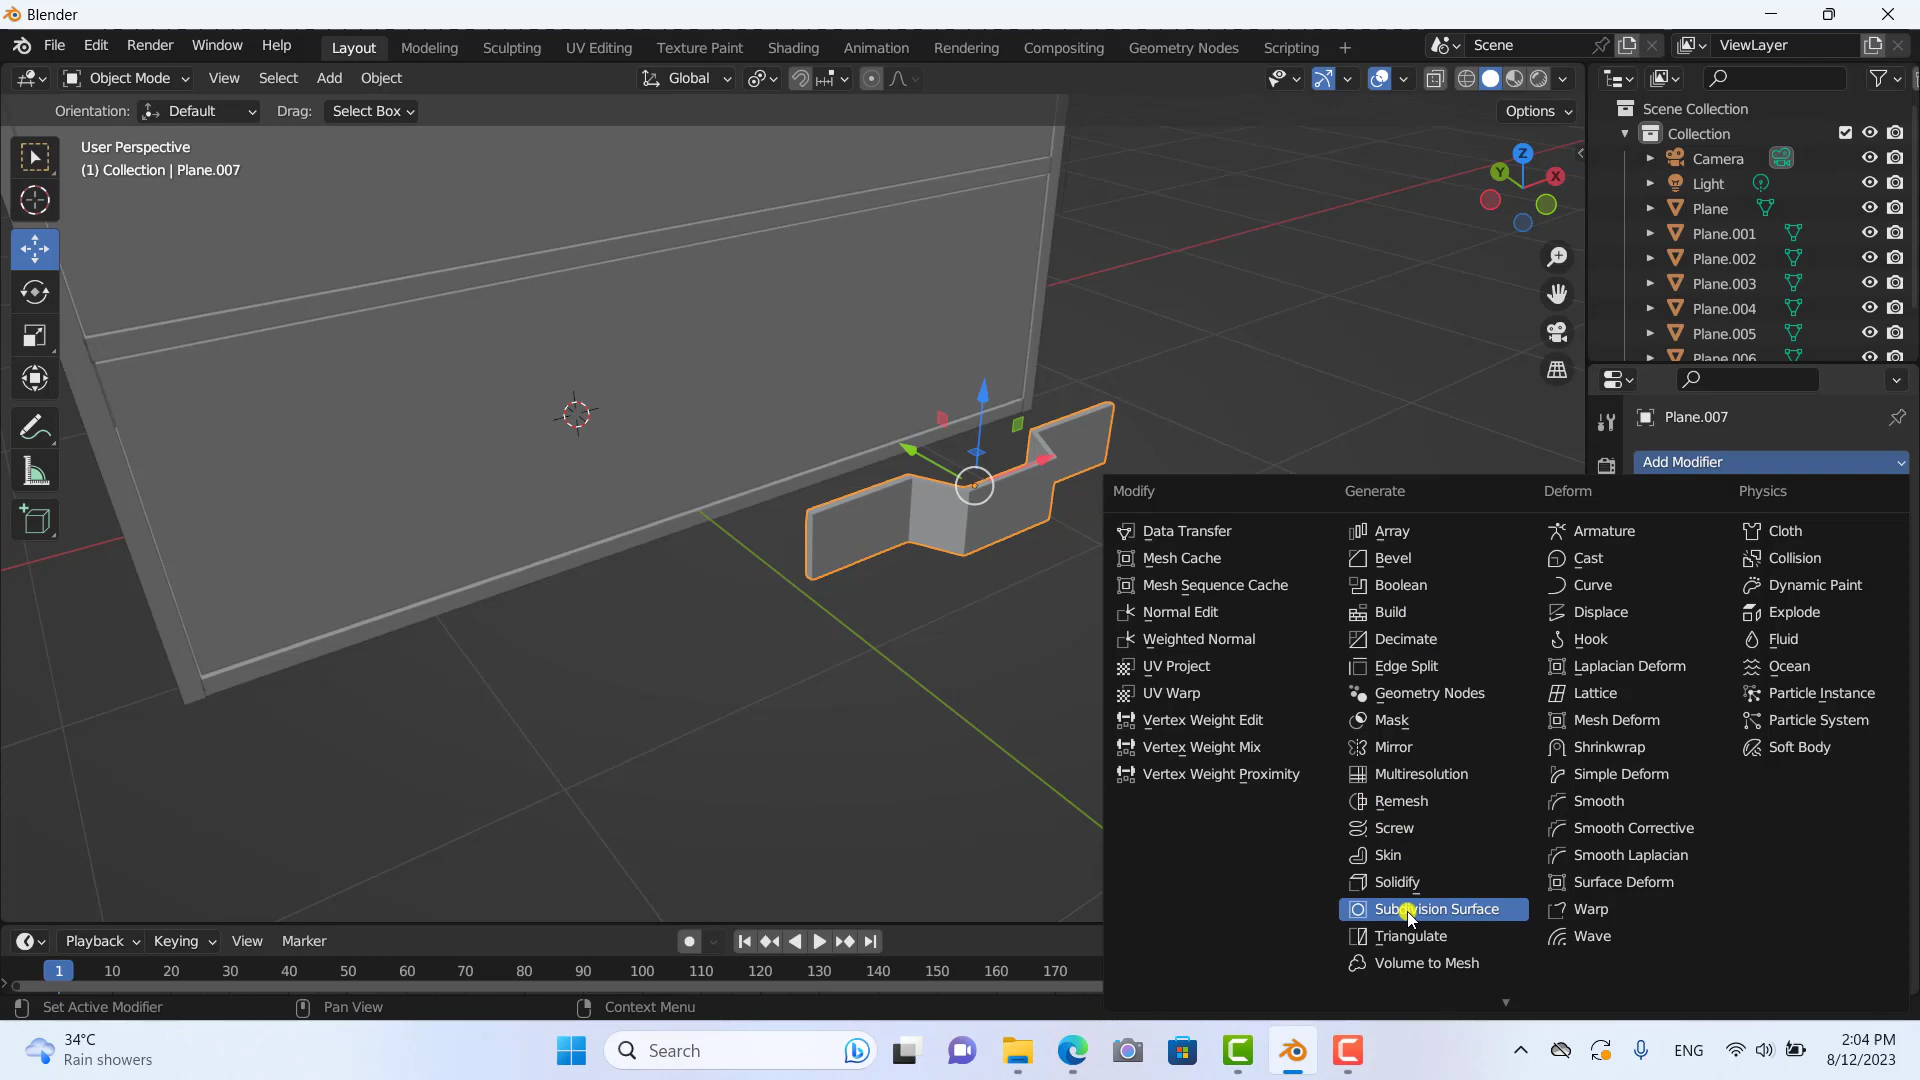 Blender
File Edit Render Window Help Layout Modeling Sculpting UV Editing Texture Paint Shading Animation Rendering Compositing Geometry Nodes Scripting + Scene ViewLayer
Object Mode View Select Add Object Global
Orientation: Default Drag: Select Box Options
User Perspective
(1) Collection | Plane.007
Z
Y
X
Scene Collection
Collection
Camera
Light
Plane
Plane.001
Plane.002
Plane.003
Plane.004
Plane.005
Plane.006
Plane.007
Add Modifier
Modify Generate Deform Physics
Data Transfer Array Armature Cloth
Mesh Cache Bevel Cast Collision
Mesh Sequence Cache Boolean Curve Dynamic Paint
Normal Edit Build Displace Explode
Weighted Normal Decimate Hook Fluid
UV Project Edge Split Laplacian Deform Ocean
UV Warp Geometry Nodes Lattice Particle Instance
Vertex Weight Edit Mask Mesh Deform Particle System
Vertex Weight Mix Mirror Shrinkwrap Soft Body
Vertex Weight Proximity Multiresolution Simple Deform
Remesh Smooth
Screw Smooth Corrective
Skin Smooth Laplacian
Solidify Surface Deform
Subdivision Surface Warp
Triangulate Wave
Volume to Mesh
Playback Keying View Marker
1 10 20 30 40 50 60 70 80 90 100 110 120 130 140 150 160 170
Set Active Modifier Pan View Context Menu
34°C
Rain showers
Search
ENG
2:04 PM
8/12/2023